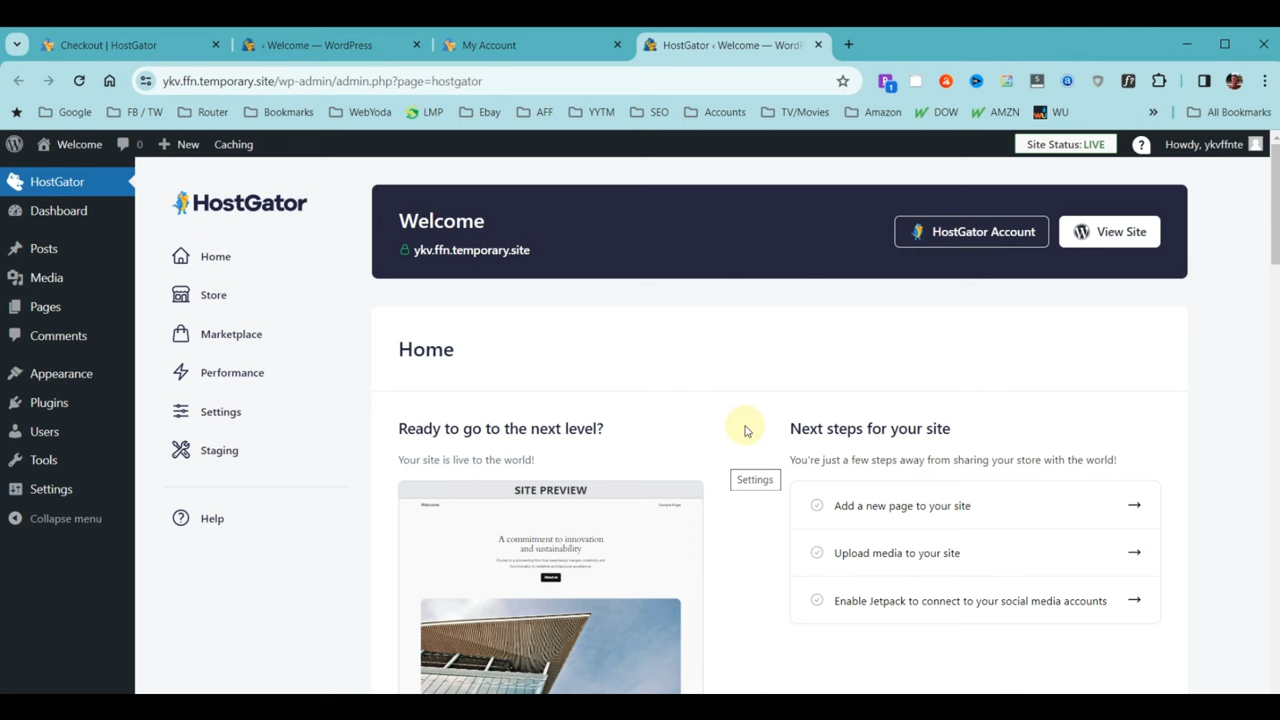 Checkout | HostGator
‹ Welcome — WordPress
My Account
HostGator ‹ Welcome — WordP
ykv.ffn.temporary.site/wp-admin/admin.php?page=hostgator
Google
FB / TW
Router
Bookmarks
WebYoda
LMP
Ebay
AFF
YYTM
SEO
Accounts
TV/Movies
Amazon
DOW
AMZN
WU
»
All Bookmarks
Welcome
0
New
Caching
Site Status: LIVE
Howdy, ykvffnte
HostGator
Dashboard
Posts
Media
Pages
Comments
Appearance
Plugins
Users
Tools
Settings
Collapse menu
HostGator
Home
Store
Marketplace
Performance
Settings
Staging
Help
Welcome
ykv.ffn.temporary.site
HostGator Account
View Site
Home
Ready to go to the next level?
Your site is live to the world!
SITE PREVIEW
Welcome
Sample Page
A commitment to innovation
and sustainability
About us
Settings
Next steps for your site
You're just a few steps away from sharing your store with the world!
Add a new page to your site
Upload media to your site
Enable Jetpack to connect to your social media accounts